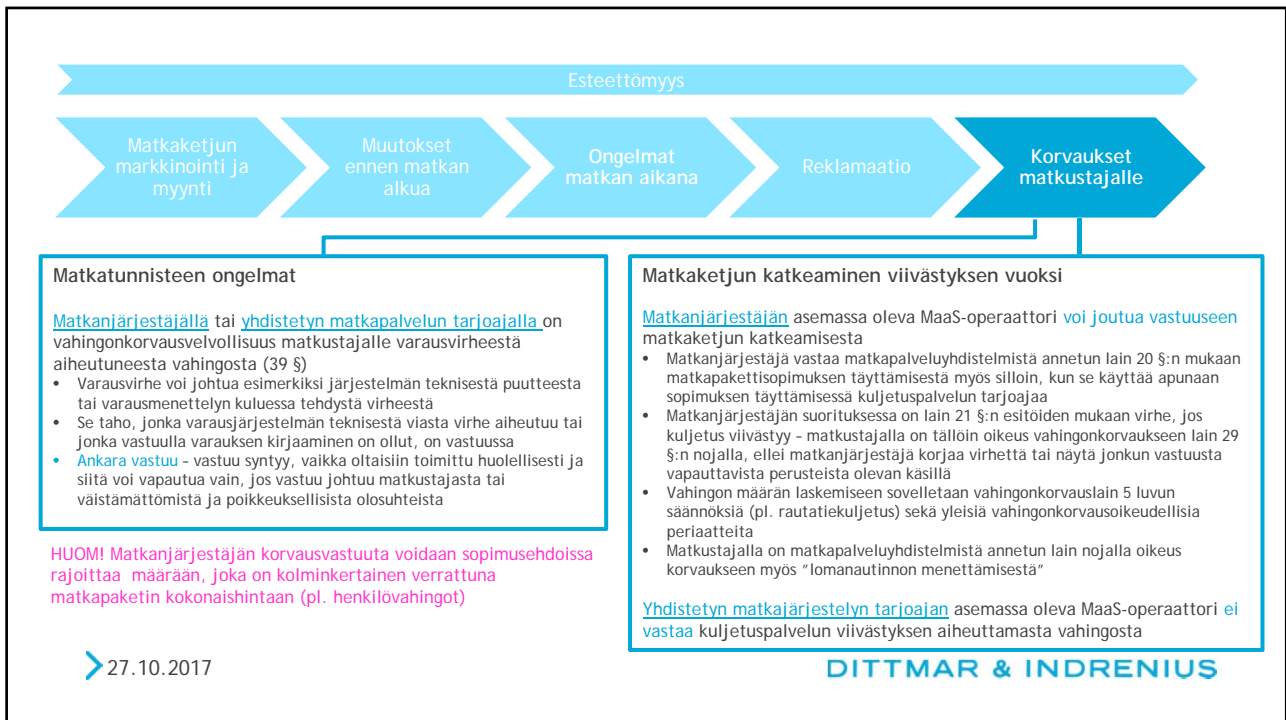 Esteettömyys
Matkaketjun
markkinointi ja
myynti
Muutokset
ennen matkan
alkua
Ongelmat
matkan aikana
Reklamaatio
Korvaukset
matkustajalle
Matkatunnisteen ongelmat
Matkanjärjestäjällä tai yhdistetyn matkapalvelun tarjoajalla on
vahingonkorvausvelvollisuus matkustajalle varausvirheestä
aiheutuneesta vahingosta (39 §)
• Varausvirhe voi johtua esimerkiksi järjestelmän teknisestä puutteesta
tai varausmenettelyn kuluessa tehdystä virheestä
• Se taho, jonka varausjärjestelmän teknisestä viasta virhe aiheutuu tai
jonka vastuulla varauksen kirjaaminen on ollut, on vastuussa
• Ankara vastuu – vastuu syntyy, vaikka oltaisiin toimittu huolellisesti ja
siitä voi vapautua vain, jos vastuu johtuu matkustajasta tai
väistämättömistä ja poikkeuksellisista olosuhteista
HUOM! Matkanjärjestäjän korvausvastuuta voidaan sopimusehdoissa
rajoittaa määrään, joka on kolminkertainen verrattuna
matkapaketin kokonaishintaan (pl. henkilövahingot)
Matkaketjun katkeaminen viivästyksen vuoksi
Matkanjärjestäjän asemassa oleva MaaS-operaattori voi joutua vastuuseen
matkaketjun katkeamisesta
• Matkanjärjestäjä vastaa matkapalveluyhdistelmistä annetun lain 20 §:n mukaan
matkapakettisopimuksen täyttämisestä myös silloin, kun se käyttää apunaan
sopimuksen täyttämisessä kuljetuspalvelun tarjoajaa
• Matkanjärjestäjän suorituksessa on lain 21 §:n esitöiden mukaan virhe, jos
kuljetus viivästyy – matkustajalla on tällöin oikeus vahingonkorvaukseen lain 29
§:n nojalla, ellei matkanjärjestäjä korjaa virhettä tai näytä jonkun vastuusta
vapauttavista perusteista olevan käsillä
• Vahingon määrän laskemiseen sovelletaan vahingonkorvauslain 5 luvun
säännöksiä (pl. rautatiekuljetus) sekä yleisiä vahingonkorvausoikeudellisia
periaatteita
• Matkustajalla on matkapalveluyhdistelmistä annetun lain nojalla oikeus
korvaukseen myös "lomanautinnon menettämisestä"
Yhdistetyn matkajärjestelyn tarjoajan asemassa oleva MaaS-operaattori ei
vastaa kuljetuspalvelun viivästyksen aiheuttamasta vahingosta
27.10.2017
DITTMAR & INDRENIUS